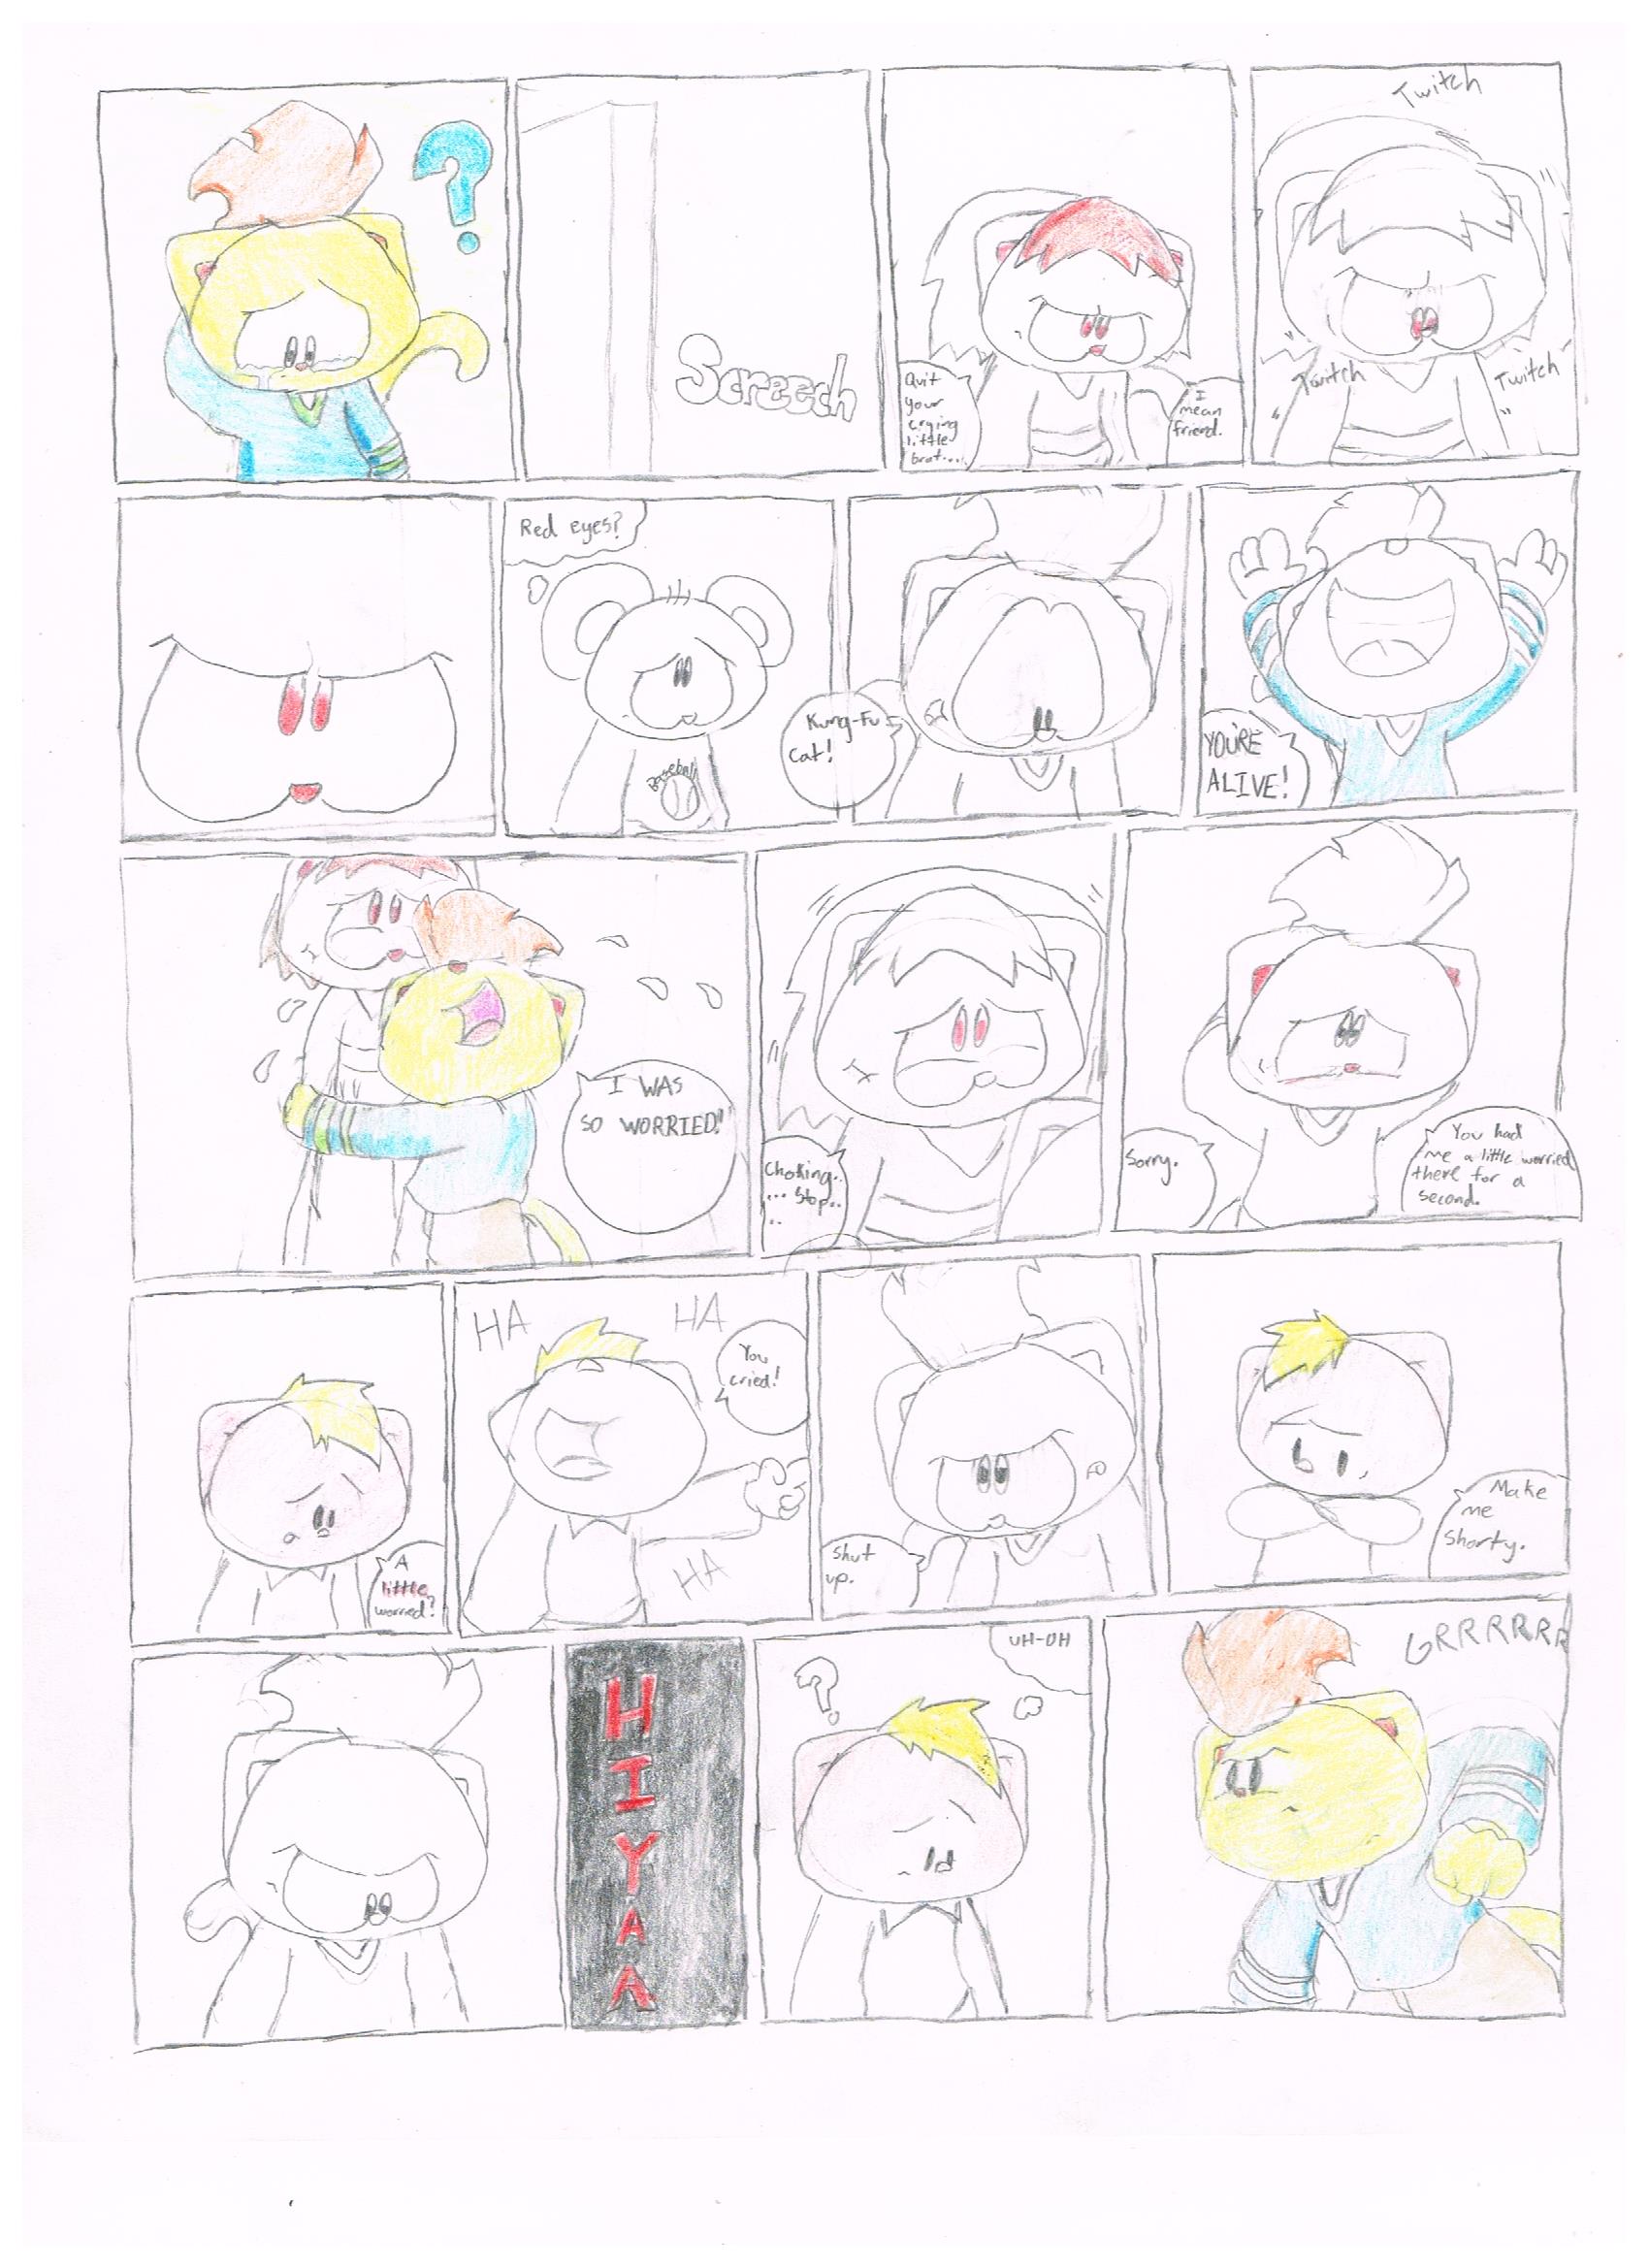 ?
Screech
Quit
your
crying
little
brat....
I
mean
friend.
Twitch
Twitch
Twitch
Red eyes?
Baseball
Kung-Fu
Cat!
YOU'RE
ALIVE!
I WAS
SO WORRIED!!
Choking..
... stop..
..
Sorry.
You had
me a little worried
there for a
second.
A
little
worried?
HA
HA
You
cried!
HA
Shut
up.
Make
me
shorty.
H
I
Y
A
A
?
UH-OH
GRRRRRR